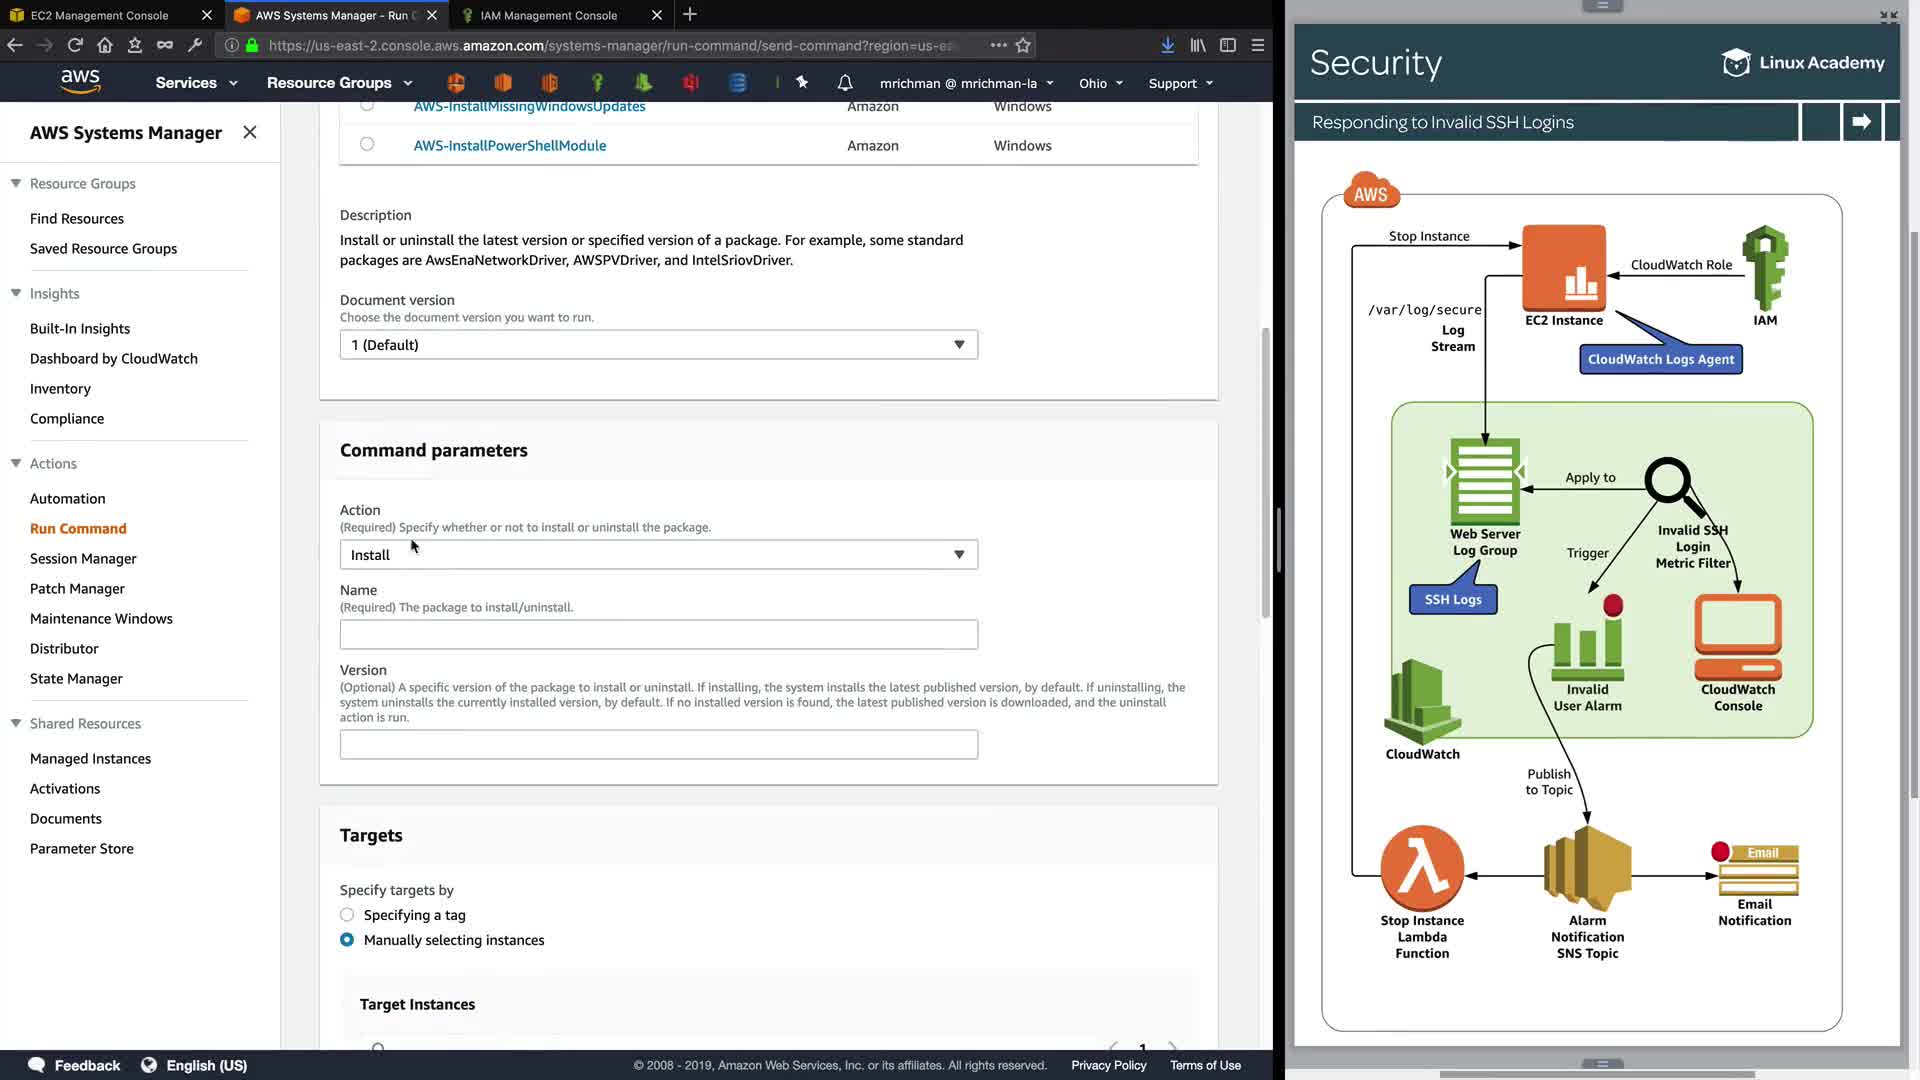 EC2 Management Console
AWS Systems Manager - Run C
IAM Management Console
https://us-east-2.console.aws.amazon.com/systems-manager/run-command/send-command?region=us-ea
aws
Services
Resource Groups
mrichman @ mrichman-la
Ohio
Support
AWS Systems Manager
Resource Groups
Find Resources
Saved Resource Groups
Insights
Built-In Insights
Dashboard by CloudWatch
Inventory
Compliance
Actions
Automation
Run Command
Session Manager
Patch Manager
Maintenance Windows
Distributor
State Manager
Shared Resources
Managed Instances
Activations
Documents
Parameter Store
AWS-InstallMissingWindowsUpdates Amazon Windows
AWS-InstallPowerShellModule Amazon Windows
Description
Install or uninstall the latest version or specified version of a package. For example, some standard
packages are AwsEnaNetworkDriver, AWSPVDriver, and IntelSriovDriver.
Document version
Choose the document version you want to run.
1 (Default)
Command parameters
Action
(Required) Specify whether or not to install or uninstall the package.
Install
Name
(Required) The package to install/uninstall.
Version
(Optional) A specific version of the package to install or uninstall. If installing, the system installs the latest published version, by default. If uninstalling, the
system uninstalls the currently installed version, by default. If no installed version is found, the latest published version is downloaded, and the uninstall
action is run.
Targets
Specify targets by
Specifying a tag
Manually selecting instances
Target Instances
1
Feedback
English (US)
© 2008 - 2019, Amazon Web Services, Inc. or its affiliates. All rights reserved.
Privacy Policy
Terms of Use
Security
Linux Academy
Responding to Invalid SSH Logins
AWS
Stop Instance
CloudWatch Role
EC2 Instance
IAM
/var/log/secure
Log
Stream
CloudWatch Logs Agent
Apply to
Web Server
Log Group
SSH Logs
Invalid SSH
Login
Metric Filter
Trigger
Invalid
User Alarm
CloudWatch
Console
CloudWatch
Publish
to Topic
Stop Instance
Lambda
Function
Alarm
Notification
SNS Topic
Email
Email
Notification